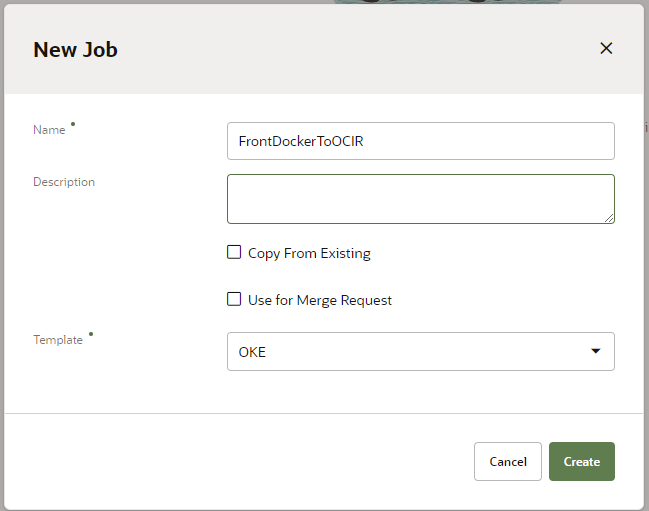 New Job
Name
FrontDockerToOCIR
Description
Copy From Existing
Use for Merge Request
Template
OKE
Cancel Create